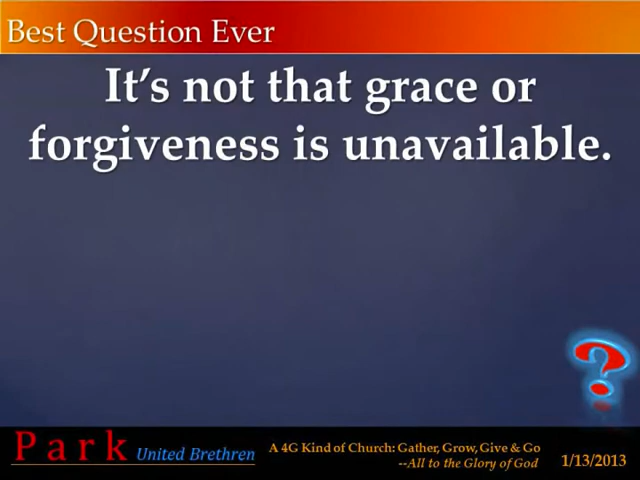 Best Question Ever
It's not that grace or
forgiveness is unavailable.
Park United Brethren
A 4G Kind of Church: Gather, Grow, Give & Go
--All to the Glory of God
1/13/2013